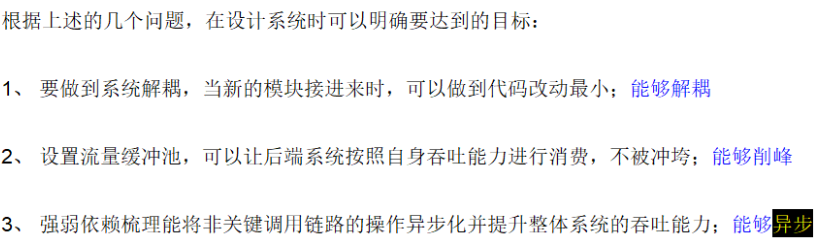 根据上述的几个问题，在设计系统时可以明确要达到的目标：
1、 要做到系统解耦，当新的模块接进来时，可以做到代码改动最小；能够解耦
2、 设置流量缓冲池，可以让后端系统按照自身吞吐能力进行消费，不被冲垮；能够削峰
3、 强弱依赖梳理能将非关键调用链路的操作异步化并提升整体系统的吞吐能力；能够异步